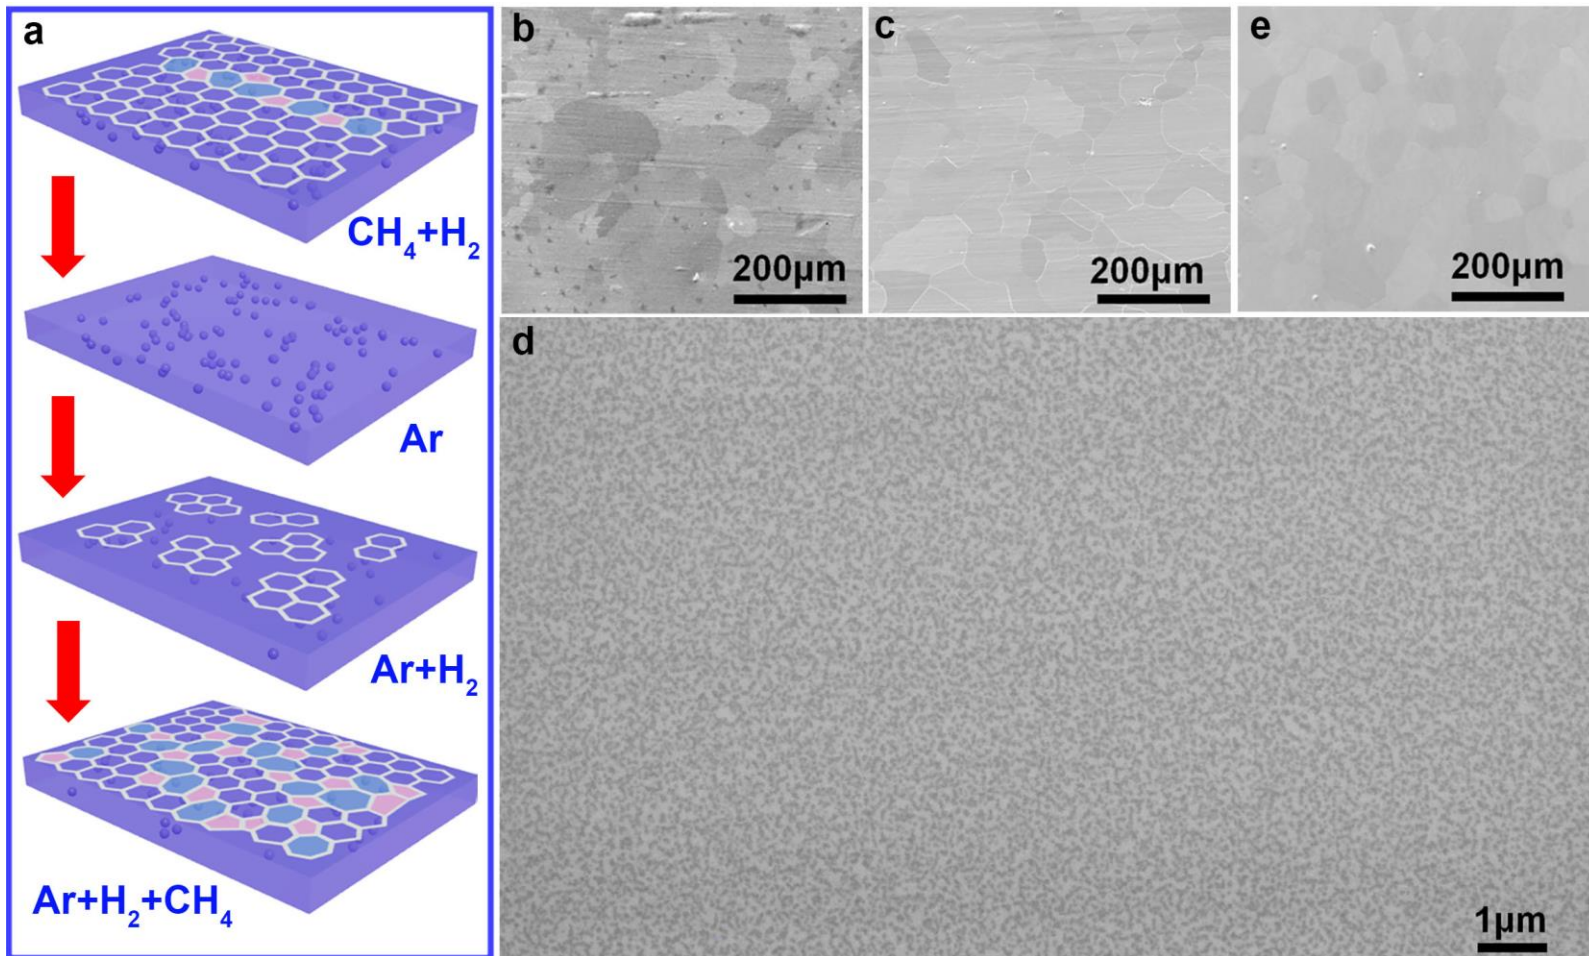 a
CH₄+H₂
Ar
Ar+H₂
Ar+H₂+CH₄
b
200μm
c
200μm
e
200μm
d
1μm